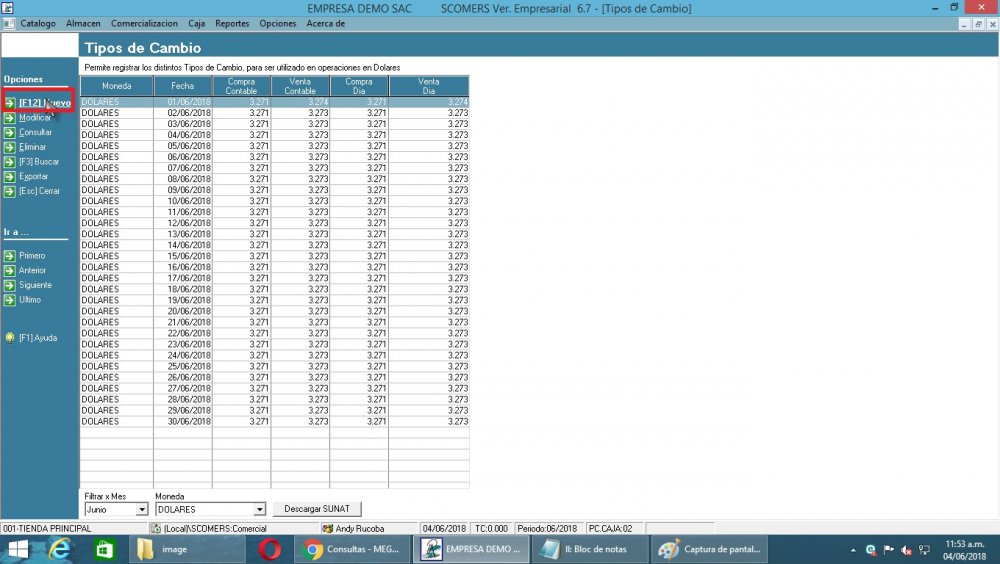 EMPRESA DEMO SAC SCOMERS Ver. Empresarial 6.7 - [Tipos de Cambio]
Catalogo Almacen Comercializacion Caja Reportes Opciones Acerca de
Tipos de Cambio
Permite registrar los distintos Tipos de Cambio, para ser utilizado en operaciones en Dolares
Opciones
[F12] Nuevo
Modificar
Consultar
Eliminar
[F3] Buscar
Exportar
[Esc] Cerrar
Ir a ...
Primero
Anterior
Siguiente
Ultimo
[F1] Ayuda
Moneda Fecha Compra Contable Venta Contable Compra Dia Venta Dia
DOLARES 01/06/2018 3.271 3.274 3.271 3.274
DOLARES 02/06/2018 3.271 3.273 3.271 3.273
DOLARES 03/06/2018 3.271 3.273 3.271 3.273
DOLARES 04/06/2018 3.271 3.273 3.271 3.273
DOLARES 05/06/2018 3.271 3.273 3.271 3.273
DOLARES 06/06/2018 3.271 3.273 3.271 3.273
DOLARES 07/06/2018 3.271 3.273 3.271 3.273
DOLARES 08/06/2018 3.271 3.273 3.271 3.273
DOLARES 09/06/2018 3.271 3.273 3.271 3.273
DOLARES 10/06/2018 3.271 3.273 3.271 3.273
DOLARES 11/06/2018 3.271 3.273 3.271 3.273
DOLARES 12/06/2018 3.271 3.273 3.271 3.273
DOLARES 13/06/2018 3.271 3.273 3.271 3.273
DOLARES 14/06/2018 3.271 3.273 3.271 3.273
DOLARES 15/06/2018 3.271 3.273 3.271 3.273
DOLARES 16/06/2018 3.271 3.273 3.271 3.273
DOLARES 17/06/2018 3.271 3.273 3.271 3.273
DOLARES 18/06/2018 3.271 3.273 3.271 3.273
DOLARES 19/06/2018 3.271 3.273 3.271 3.273
DOLARES 20/06/2018 3.271 3.273 3.271 3.273
DOLARES 21/06/2018 3.271 3.273 3.271 3.273
DOLARES 22/06/2018 3.271 3.273 3.271 3.273
DOLARES 23/06/2018 3.271 3.273 3.271 3.273
DOLARES 24/06/2018 3.271 3.273 3.271 3.273
DOLARES 25/06/2018 3.271 3.273 3.271 3.273
DOLARES 26/06/2018 3.271 3.273 3.271 3.273
DOLARES 27/06/2018 3.271 3.273 3.271 3.273
DOLARES 28/06/2018 3.271 3.273 3.271 3.273
DOLARES 29/06/2018 3.271 3.273 3.271 3.273
DOLARES 30/06/2018 3.271 3.273 3.271 3.273
Filtrar x Mes Moneda
Junio DOLARES Descargar SUNAT
001-TIENDA PRINCIPAL (Local)\SCOMERS:Comercial Andy Rucoba 04/06/2018 TC:0.000 Periodo:06/2018 PC.CAJA:02
image Consultas - MEG... EMPRESA DEMO ... II: Bloc de notas Captura de pantal...
11:53 a.m.
04/06/2018